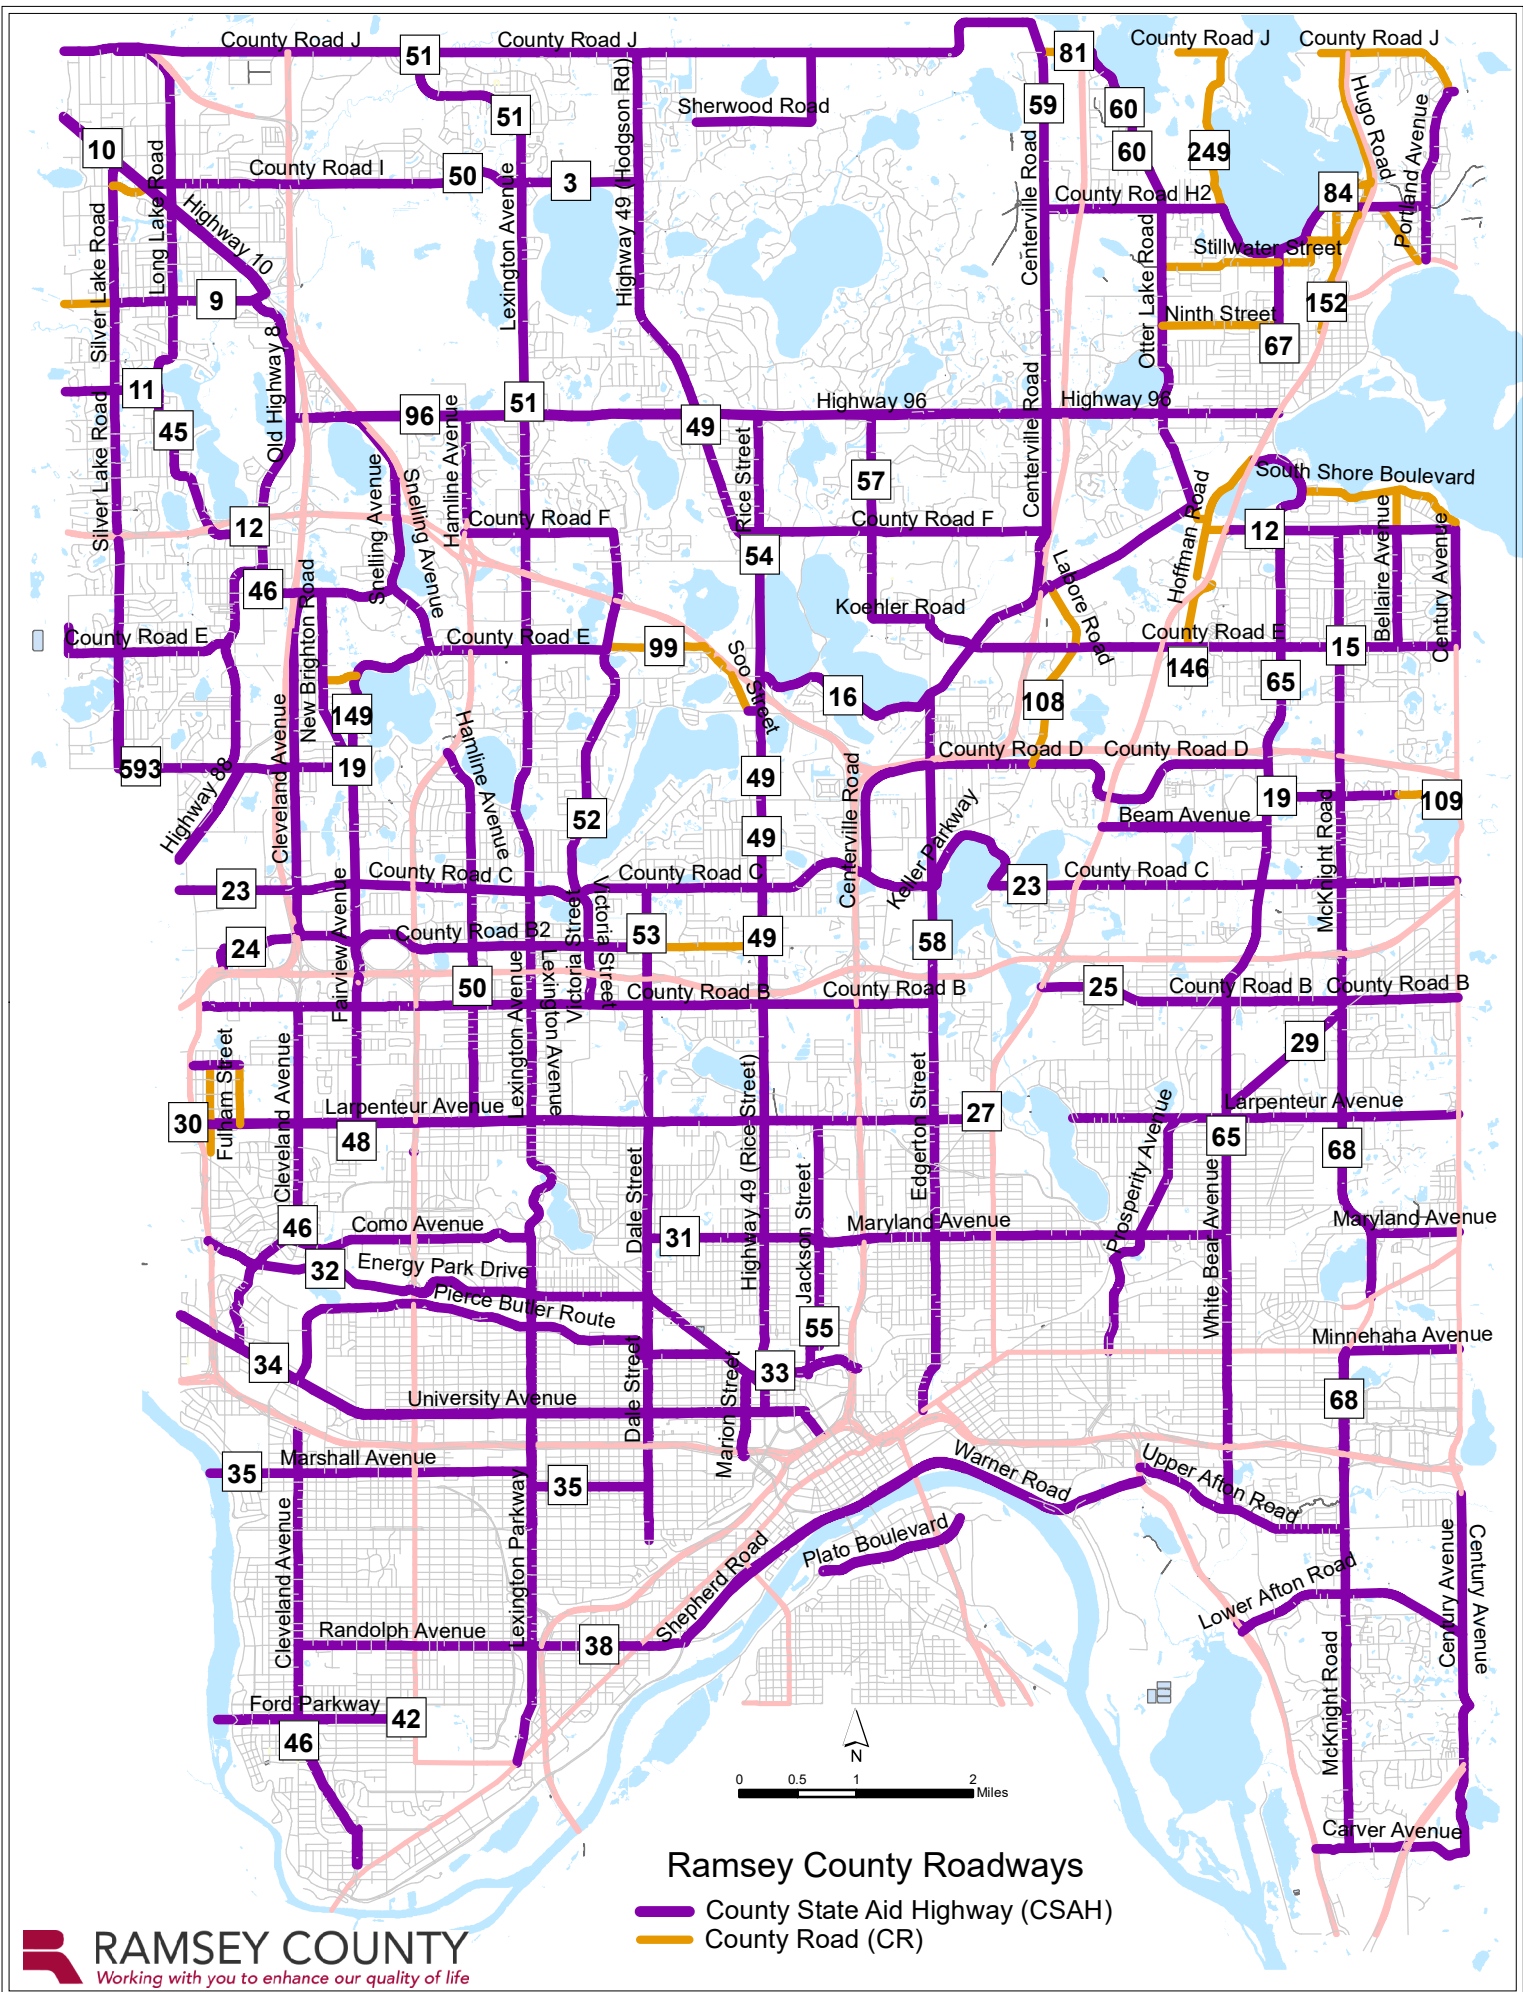 County Road J
51
County Road J
81
County Road J
County Road J
51
59
60
Sherwood Road
Highway 49 (Hodgson Rd)
Hugo Road
Portland Avenue
10
Long Lake Road
County Road I
50
3
Lexington Avenue
Centerville Road
60
249
84
County Road H2
Silver Lake Road
Highway 10
Stillwater Street
Otter Lake Road
9
152
Ninth Street
67
Old Highway 8
11
45
Silver Lake Road
96
51
49
Highway 96
Highway 96
Hamline Avenue
Rice Street
57
Centerville Road
South Shore Boulevard
Snelling Avenue
Snelling Avenue
12
County Road F
54
County Road F
Hoffman Road
12
Bellaire Avenue
Century Avenue
46
New Brighton Road
Labore Road
Koehler Road
County Road E
County Road E
99
County Road E
15
146
65
Soo Street
16
149
108
Cleveland Avenue
Hamline Avenue
County Road D
County Road D
593
19
49
Centerville Road
19
109
Highway 88
52
Beam Avenue
McKnight Road
49
Keller Parkway
23
County Road C
County Road C
23
County Road C
Fairview Avenue
Victoria Street
Victoria Street
24
County Road B2
53
49
58
Lexington Avenue
Lexington Avenue
50
County Road B
County Road B
25
County Road B
County Road B
29
Fulham Street
Cleveland Avenue
Highway 49 (Rice Street)
Edgerton Street
30
Larpenteur Avenue
27
Larpenteur Avenue
48
65
68
Prosperity Avenue
Dale Street
Jackson Street
46
Como Avenue
31
Maryland Avenue
Maryland Avenue
White Bear Avenue
32
Energy Park Drive
Pierce Butler Route
55
Minnehaha Avenue
34
33
Dale Street
Marion Street
University Avenue
68
35
Marshall Avenue
35
Warner Road
Upper Afton Road
Cleveland Avenue
Lexington Parkway
Plato Boulevard
Century Avenue
Century Avenue
Shepherd Road
Lower Afton Road
Randolph Avenue
38
McKnight Road
Ford Parkway
42
46
N
0 0.5 1 2
Miles
Carver Avenue
Ramsey County Roadways
County State Aid Highway (CSAH)
County Road (CR)
RAMSEY COUNTY
Working with you to enhance our quality of life